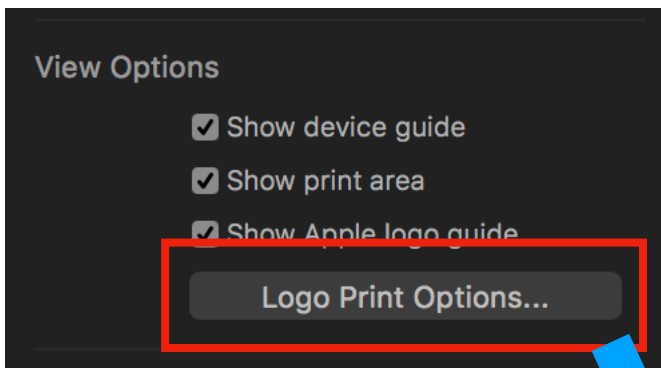 View Options
Show device guide
Show print area
Show Apple logo guide
Logo Print Options...